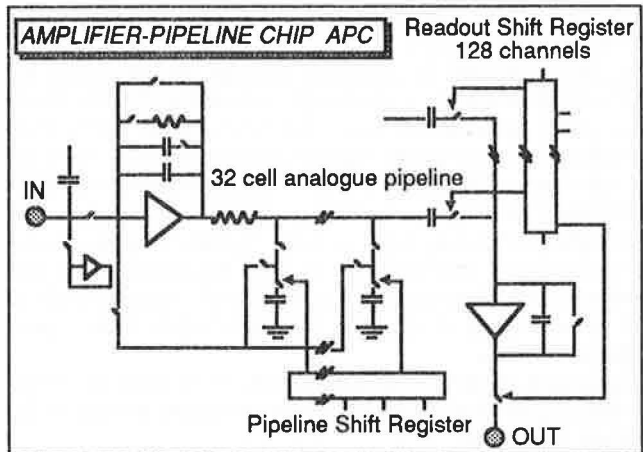 AMPLIFIER-PIPELINE CHIP APC
Readout Shift Register
128 channels
IN
32 cell analogue pipeline
Pipeline Shift Register
OUT